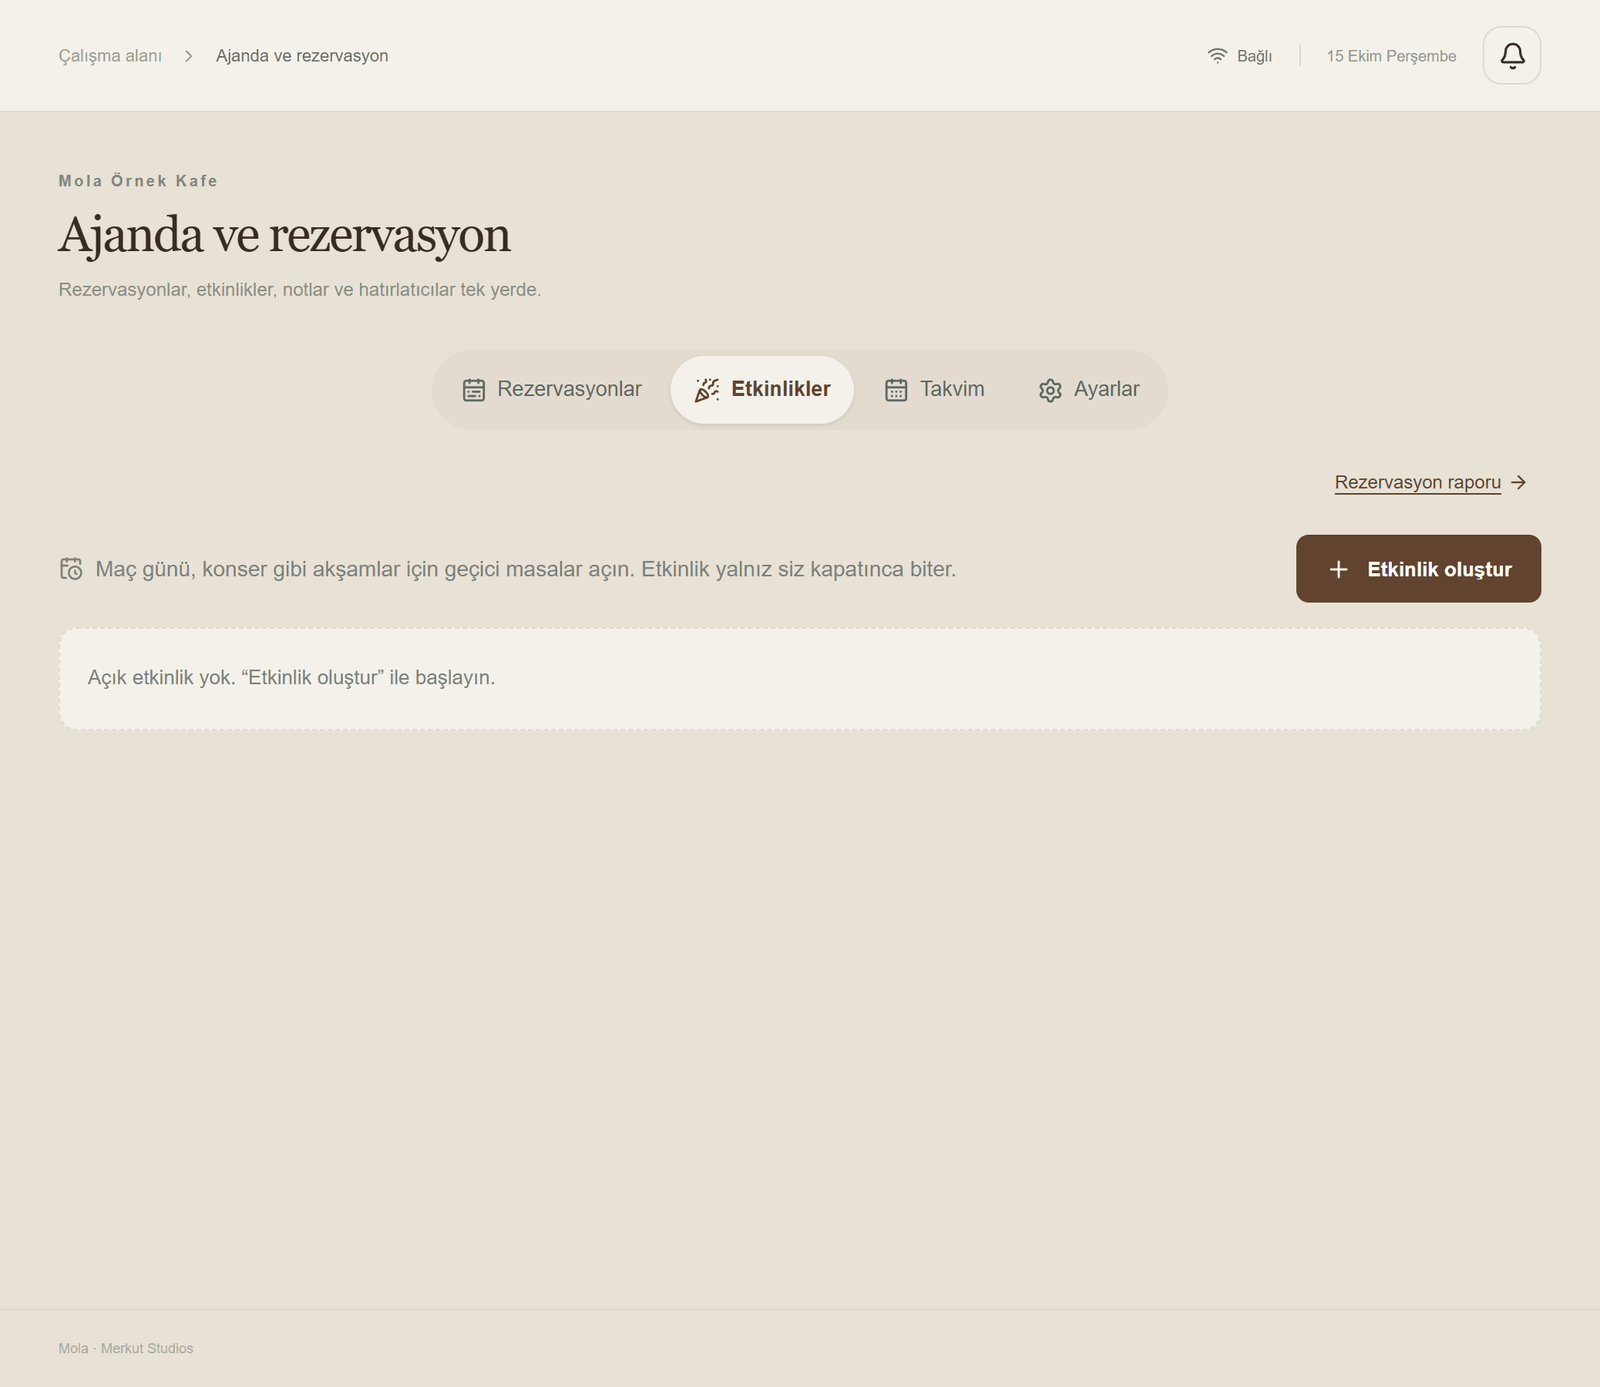 Çalışma alanı > Ajanda ve rezervasyon
Bağlı
15 Ekim Perşembe
Mola Örnek Kafe
Ajanda ve rezervasyon
Rezervasyonlar, etkinlikler, notlar ve hatırlatıcılar tek yerde.
Rezervasyonlar
Etkinlikler
Takvim
Ayarlar
Rezervasyon raporu →
Maç günü, konser gibi akşamlar için geçici masalar açın. Etkinlik yalnız siz kapatınca biter.
+ Etkinlik oluştur
Açık etkinlik yok. “Etkinlik oluştur” ile başlayın.
Mola · Merkut Studios